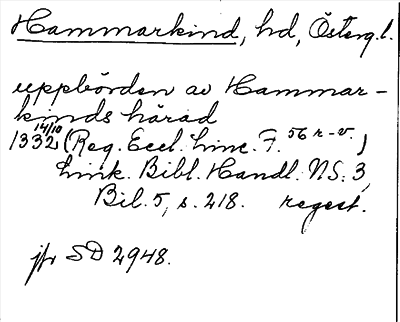 Hammarkind, hd, Österg.l.
uppbörden av Hammar-
kinds härad
1332 14/10 (Reg. Eccl. Linc. F. 56 r-v.)
Link. Bibl. Handl. N.S. 3,
Bil. 5, s. 218. regest.
jfr SD 2948.